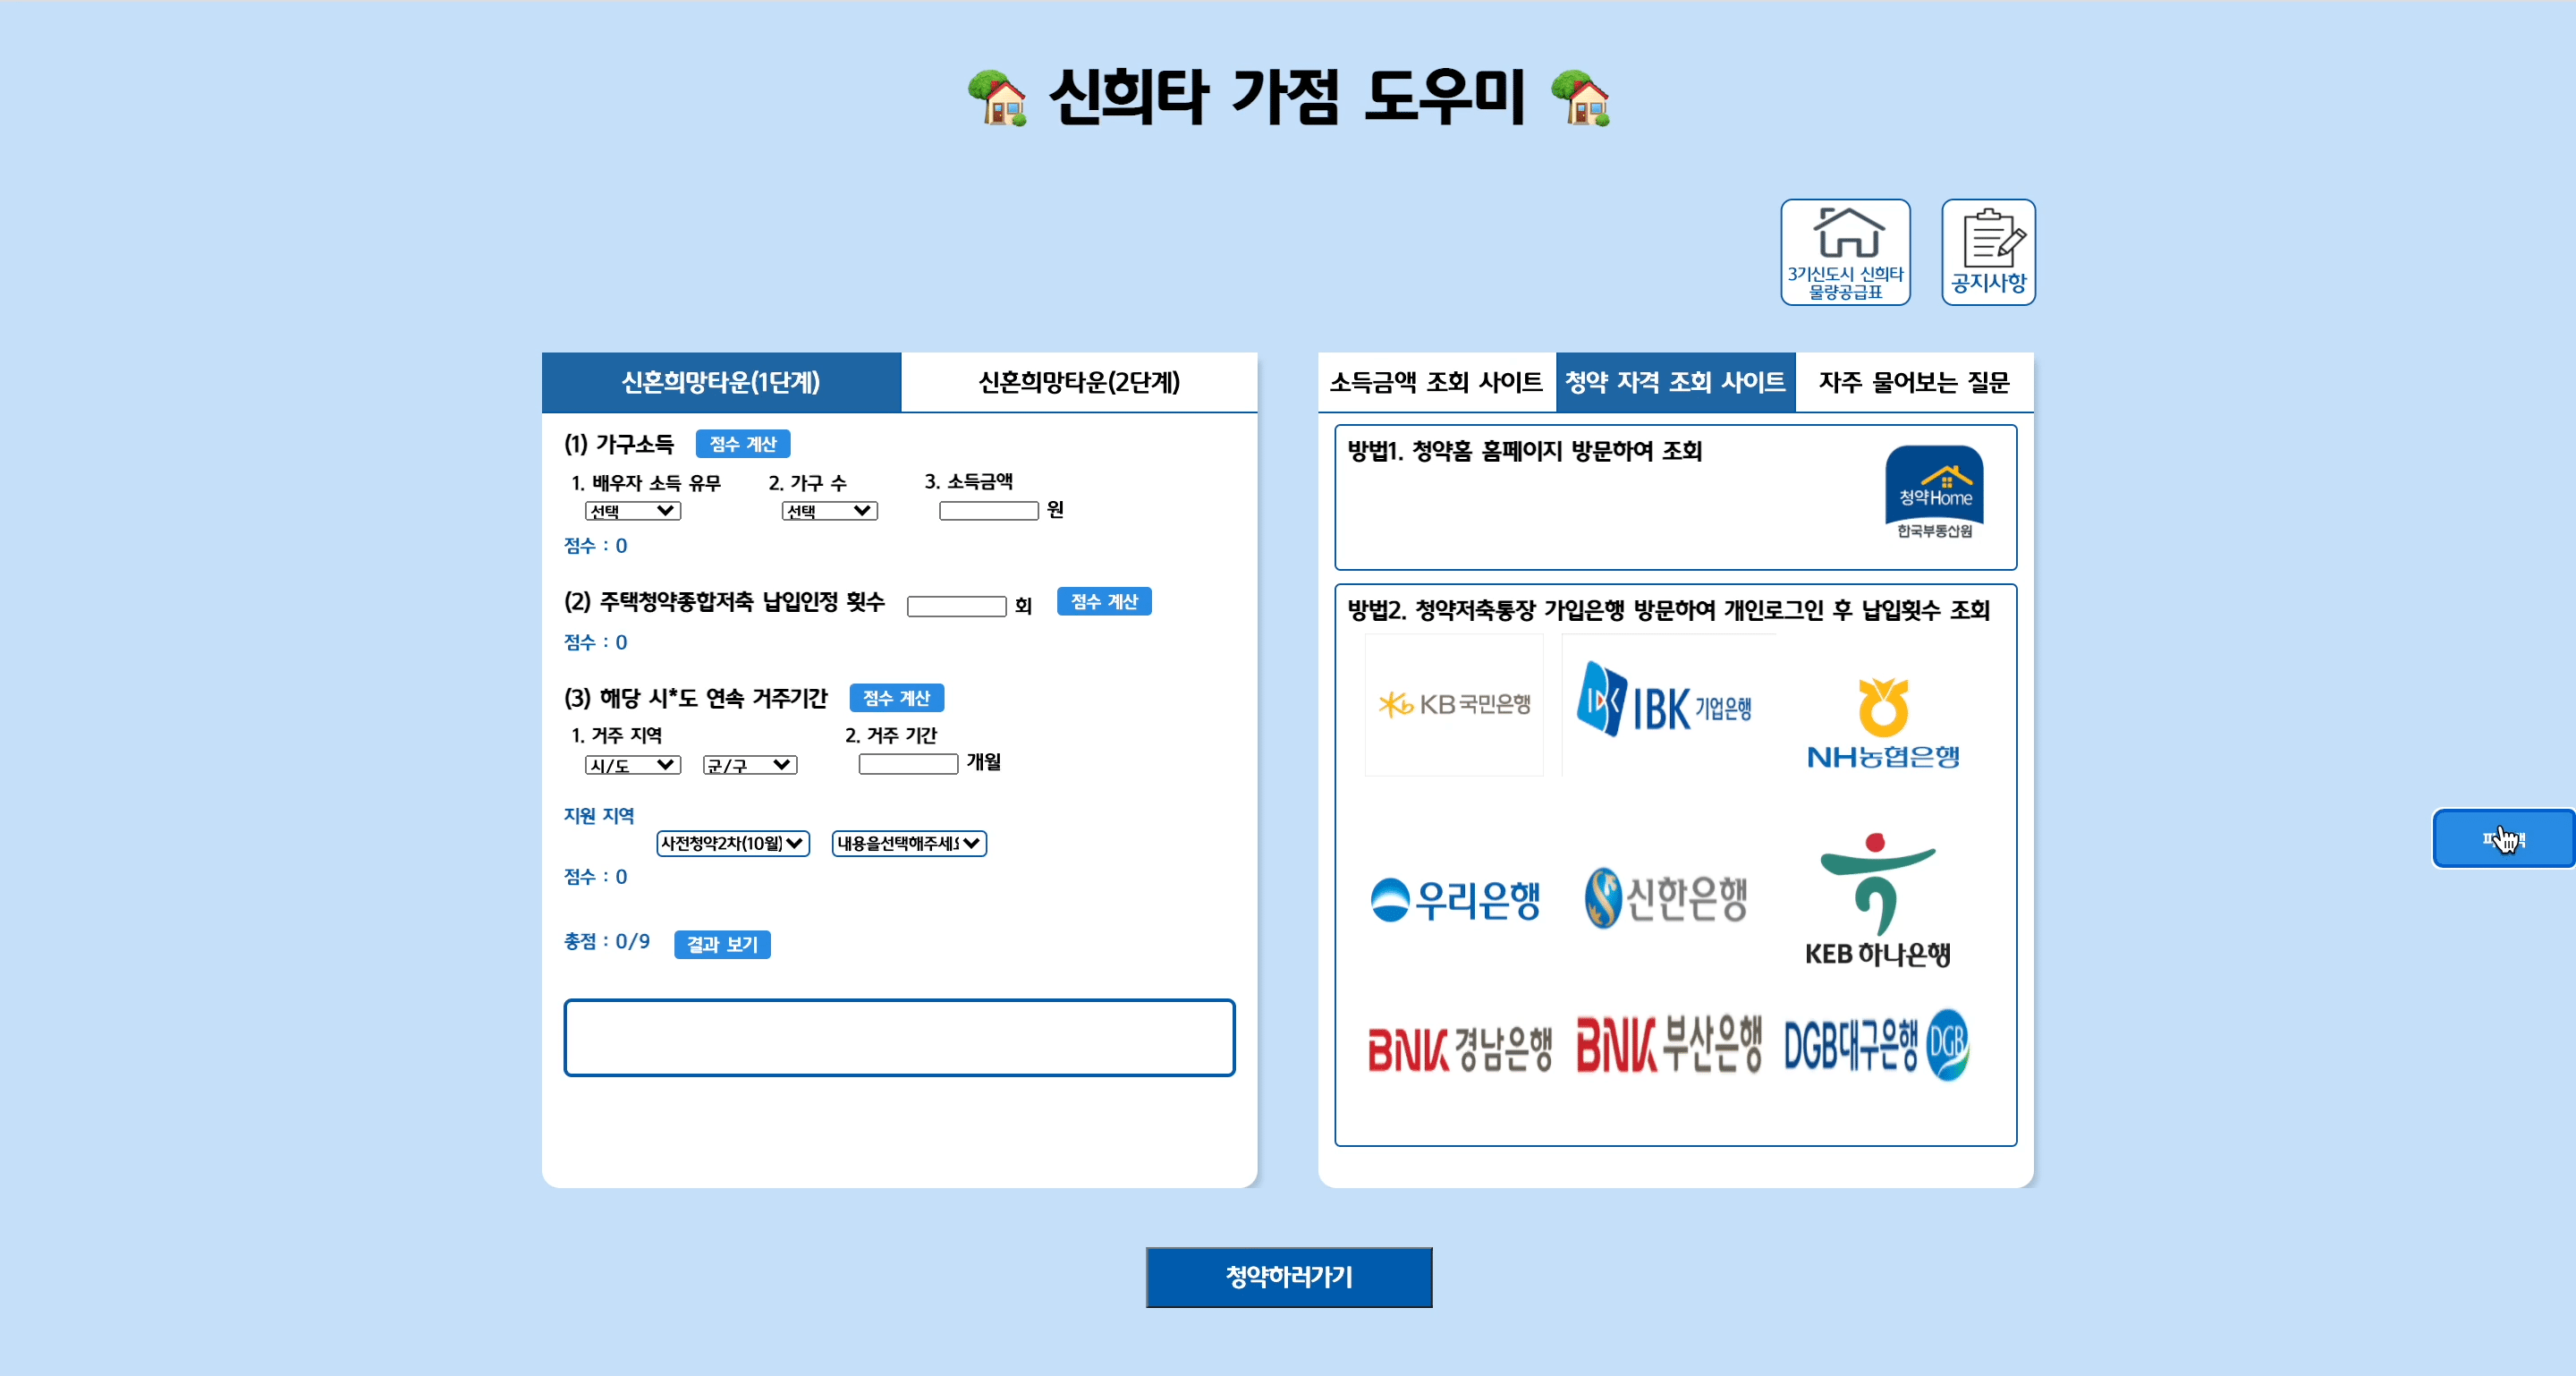 신희타 가점 도우미
3기신도시 신희타
물량공급표
공지사항
신혼희망타운(1단계)
신혼희망타운(2단계)
(1) 가구소득
점수 계산
1. 배우자 소득 유무
2. 가구 수
3. 소득금액
선택
선택
원
점수 : 0
(2) 주택청약종합저축 납입인정 횟수
회
점수 계산
점수 : 0
(3) 해당 시*도 연속 거주기간
점수 계산
1. 거주 지역
2. 거주 기간
시/도
군/구
개월
지원 지역
사전청약2차(10월)
내용을선택해주세요
점수 : 0
총점 : 0/9
결과 보기
소득금액 조회 사이트
청약 자격 조회 사이트
자주 물어보는 질문
방법1. 청약홈 홈페이지 방문하여 조회
청약Home
한국부동산원
방법2. 청약저축통장 가입은행 방문하여 개인로그인 후 납입횟수 조회
KB 국민은행
IBK 기업은행
NH농협은행
우리은행
신한은행
KEB 하나은행
BNK 경남은행
BNK 부산은행
DGB대구은행 DGB
청약하러가기